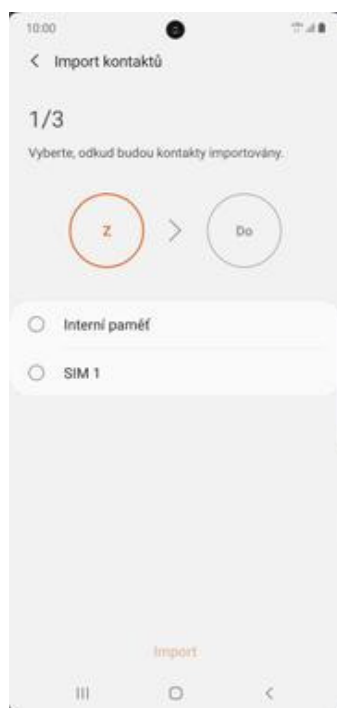 10:00
Import kontaktů
1/3
Vyberte, odkud budou kontakty importovány.
Z
Do
Interní paměť
SIM 1
Import